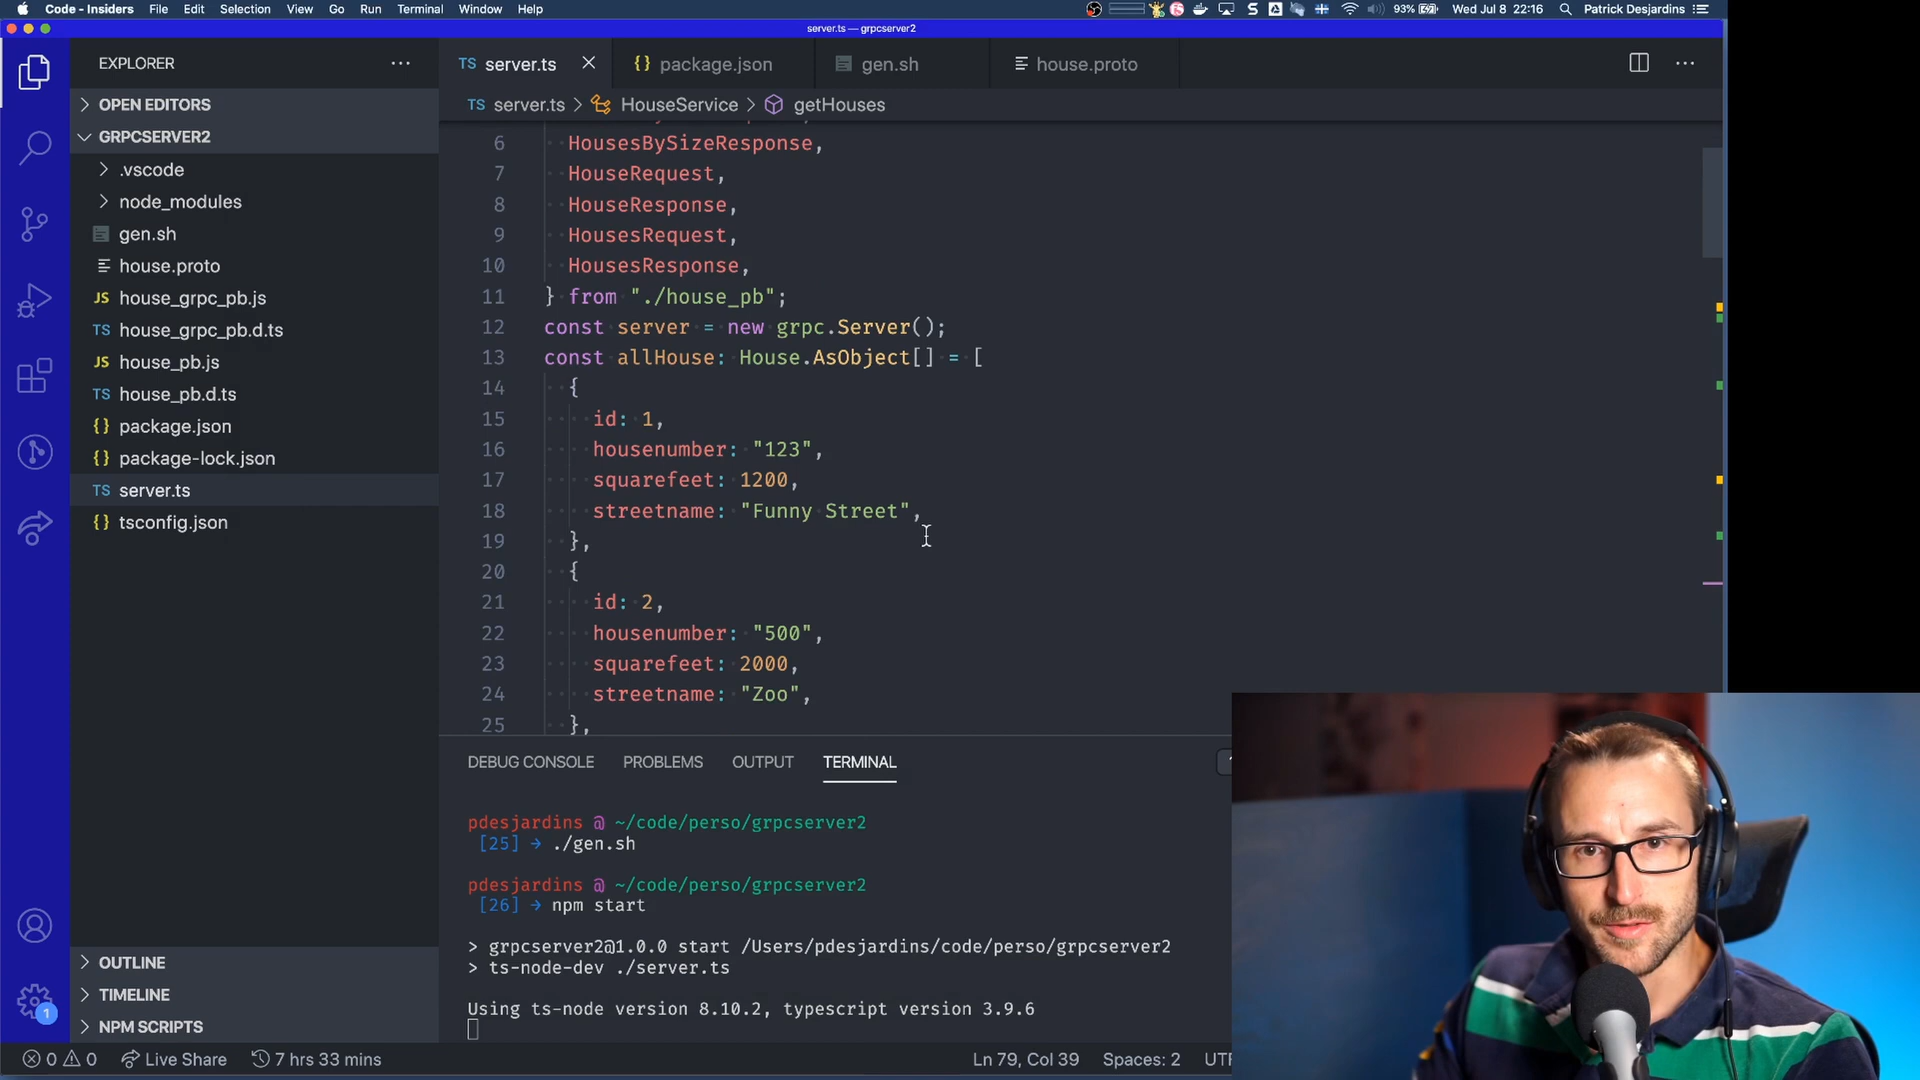 Code - Insiders File Edit Selection View Go Run Terminal Window Help 93% Wed Jul 8 22:16 Patrick Desjardins
server.ts — grpcserver2
EXPLORER
OPEN EDITORS
GRPCSERVER2
.vscode
node_modules
gen.sh
house.proto
JS house_grpc_pb.js
TS house_grpc_pb.d.ts
JS house_pb.js
TS house_pb.d.ts
{} package.json
{} package-lock.json
TS server.ts
{} tsconfig.json
OUTLINE
TIMELINE
NPM SCRIPTS
1
TS server.ts
{} package.json
gen.sh
house.proto
TS server.ts > HouseService > getHouses
6 HousesBySizeResponse,
7 HouseRequest,
8 HouseResponse,
9 HousesRequest,
10 HousesResponse,
11 } from "./house_pb";
12 const server = new grpc.Server();
13 const allHouse: House.AsObject[] = [
14 {
15 id: 1,
16 housenumber: "123",
17 squarefeet: 1200,
18 streetname: "Funny Street",
19 },
20 {
21 id: 2,
22 housenumber: "500",
23 squarefeet: 2000,
24 streetname: "Zoo",
25 },
DEBUG CONSOLE PROBLEMS OUTPUT TERMINAL
pdesjardins @ ~/code/perso/grpcserver2
[25] → ./gen.sh
pdesjardins @ ~/code/perso/grpcserver2
[26] → npm start
> grpcserver2@1.0.0 start /Users/pdesjardins/code/perso/grpcserver2
> ts-node-dev ./server.ts
Using ts-node version 8.10.2, typescript version 3.9.6
0 0 Live Share 7 hrs 33 mins Ln 79, Col 39 Spaces: 2 UTF